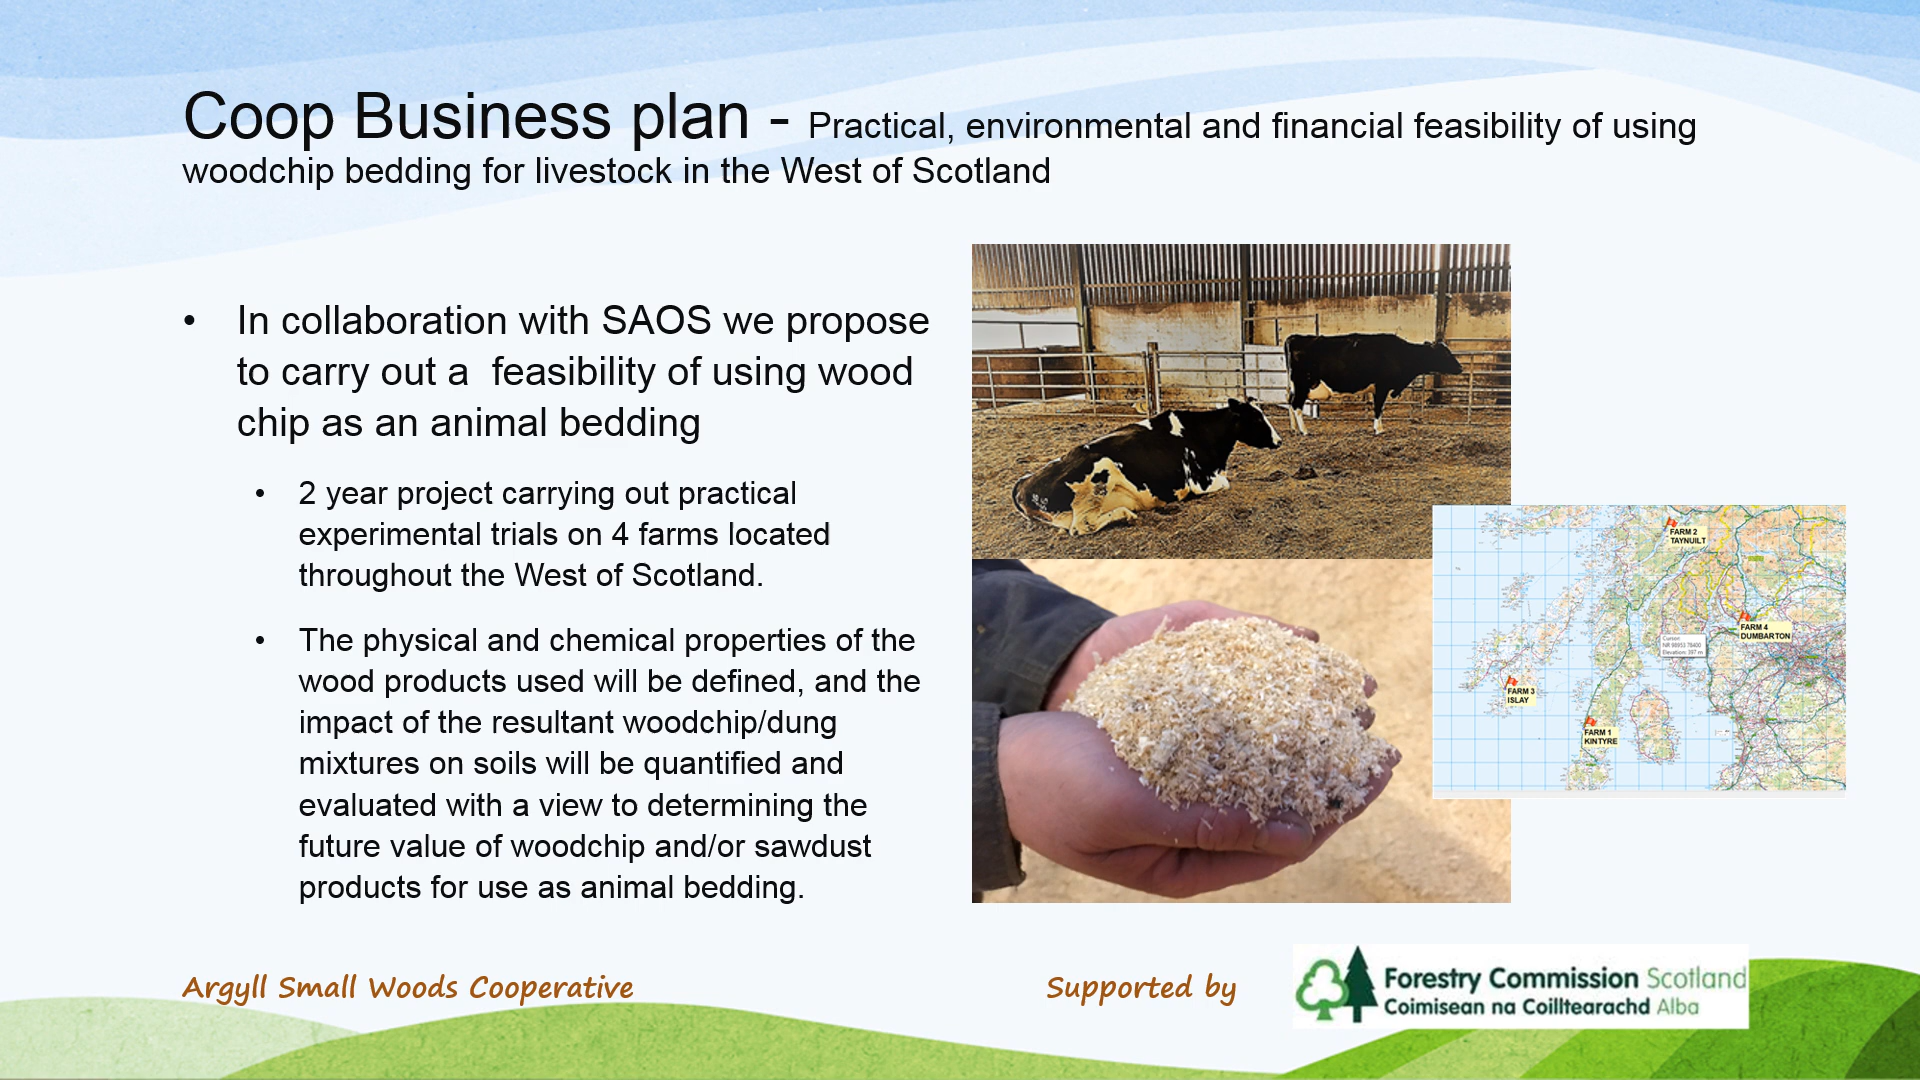 Coop Business plan - Practical, environmental and financial feasibility of using
woodchip bedding for livestock in the West of Scotland
• In collaboration with SAOS we propose
to carry out a feasibility of using wood
chip as an animal bedding
• 2 year project carrying out practical
experimental trials on 4 farms located
throughout the West of Scotland.
• The physical and chemical properties of the
wood products used will be defined, and the
impact of the resultant woodchip/dung
mixtures on soils will be quantified and
evaluated with a view to determining the
future value of woodchip and/or sawdust
products for use as animal bedding.
FARM 2
TAYNUILT
FARM 4
DUMBARTON
FARM 3
ISLAY
FARM 1
KINTYRE
Argyll Small Woods Cooperative
Supported by
Forestry Commission Scotland
Coimisean na Coilltearachd Alba